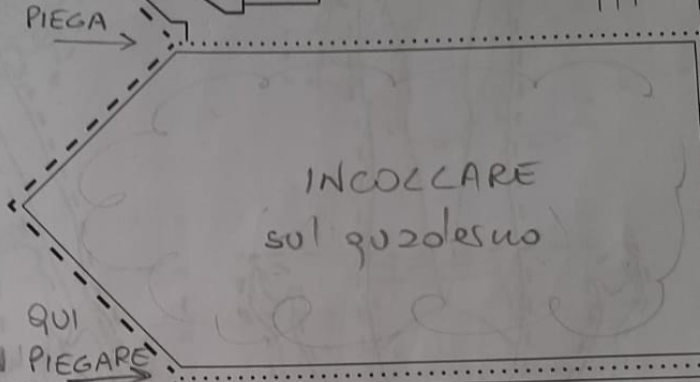 PIEGA
INCOLLARE
sul quaderno
QUI
PIEGARE